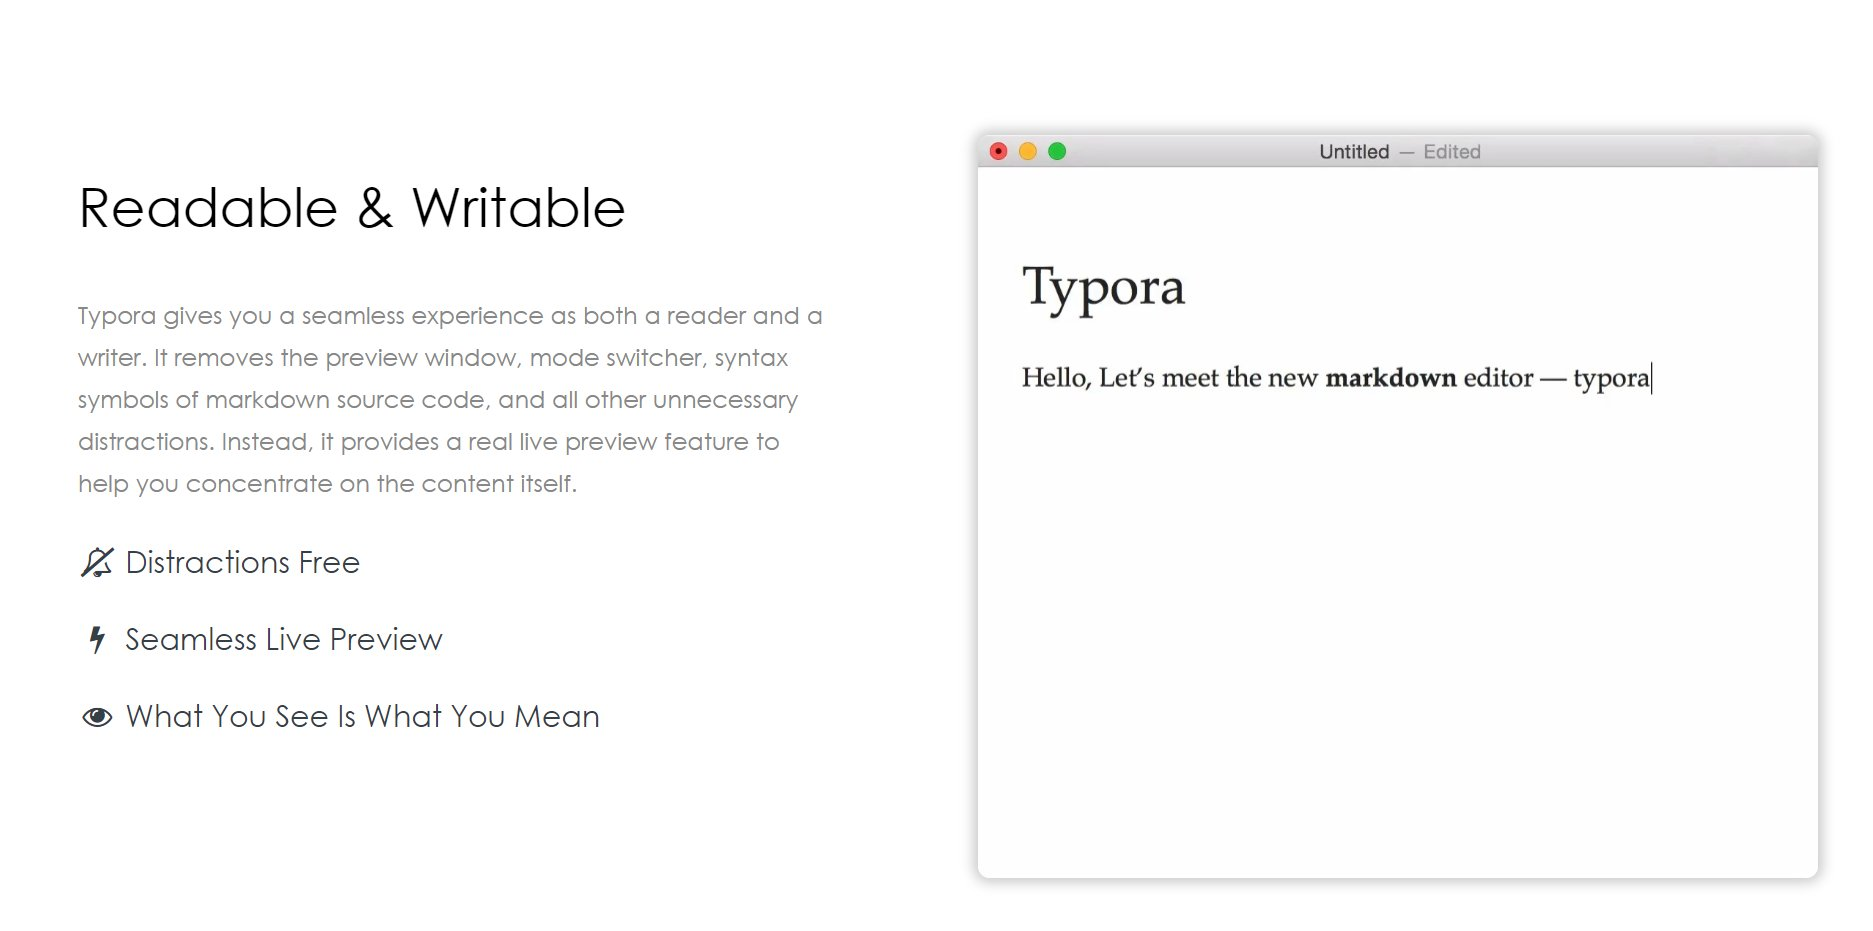 Readable & Writable
Typora gives you a seamless experience as both a reader and a
writer. It removes the preview window, mode switcher, syntax
symbols of markdown source code, and all other unnecessary
distractions. Instead, it provides a real live preview feature to
help you concentrate on the content itself.
Distractions Free
Seamless Live Preview
What You See Is What You Mean
Untitled — Edited
Typora
Hello, Let’s meet the new markdown editor — typora